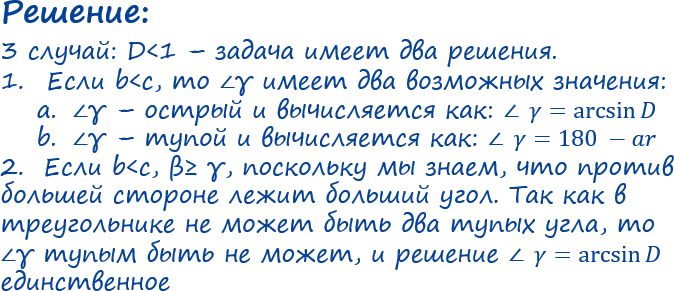 Решение:
3 случай: D<1 – задача имеет два решения.
1. Если b<c, то ∠γ имеет два возможных значения:
a. ∠γ – острый и вычисляется как: ∠ γ = arcsin D
b. ∠γ – тупой и вычисляется как: ∠ γ = 180 − ar
2. Если b<c, β≥ γ, поскольку мы знаем, что против
большей стороне лежит больший угол. Так как в
треугольнике не может быть два тупых угла, то
∠γ тупым быть не может, и решение ∠ γ = arcsin D
единственное